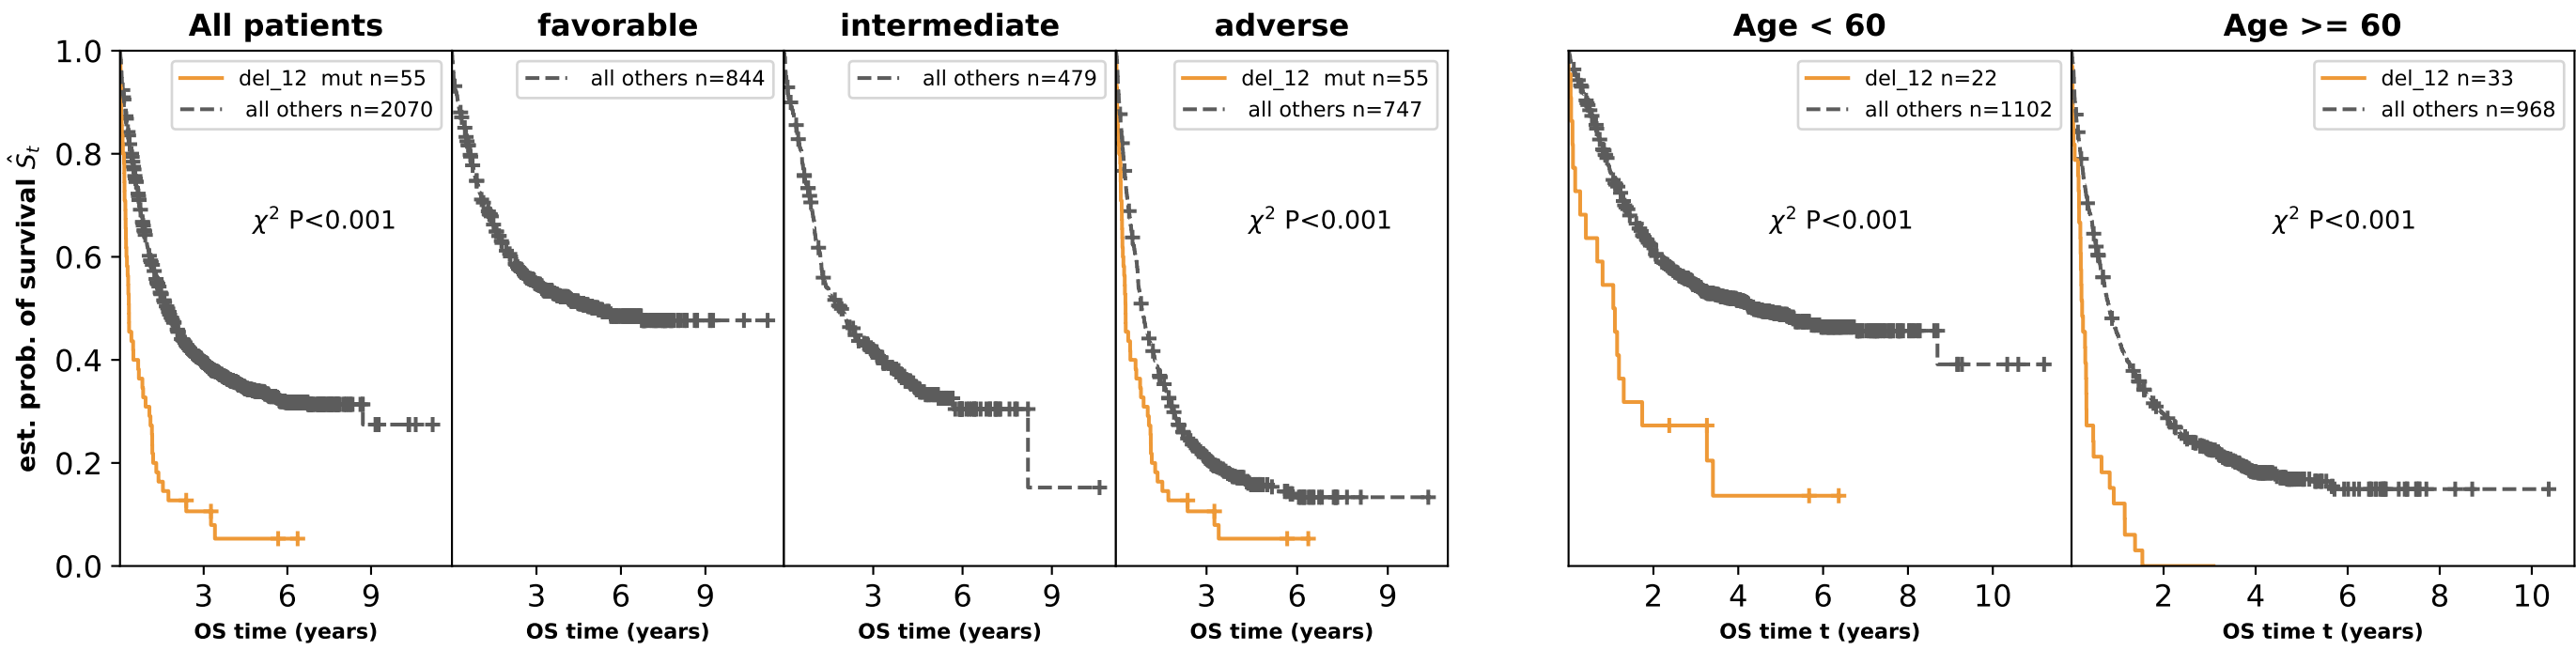 All patients
favorable
intermediate
adverse
Age < 60
Age >= 60
est. prob. of survival Ŝt
1.0
0.8
0.6
0.4
0.2
0.0
del_12 mut n=55
all others n=2070
χ² P<0.001
3 6 9
OS time (years)
all others n=844
3 6 9
OS time (years)
all others n=479
3 6 9
OS time (years)
del_12 mut n=55
all others n=747
χ² P<0.001
3 6 9
OS time (years)
del_12 n=22
all others n=1102
χ² P<0.001
2 4 6 8 10
OS time t (years)
del_12 n=33
all others n=968
χ² P<0.001
2 4 6 8 10
OS time t (years)